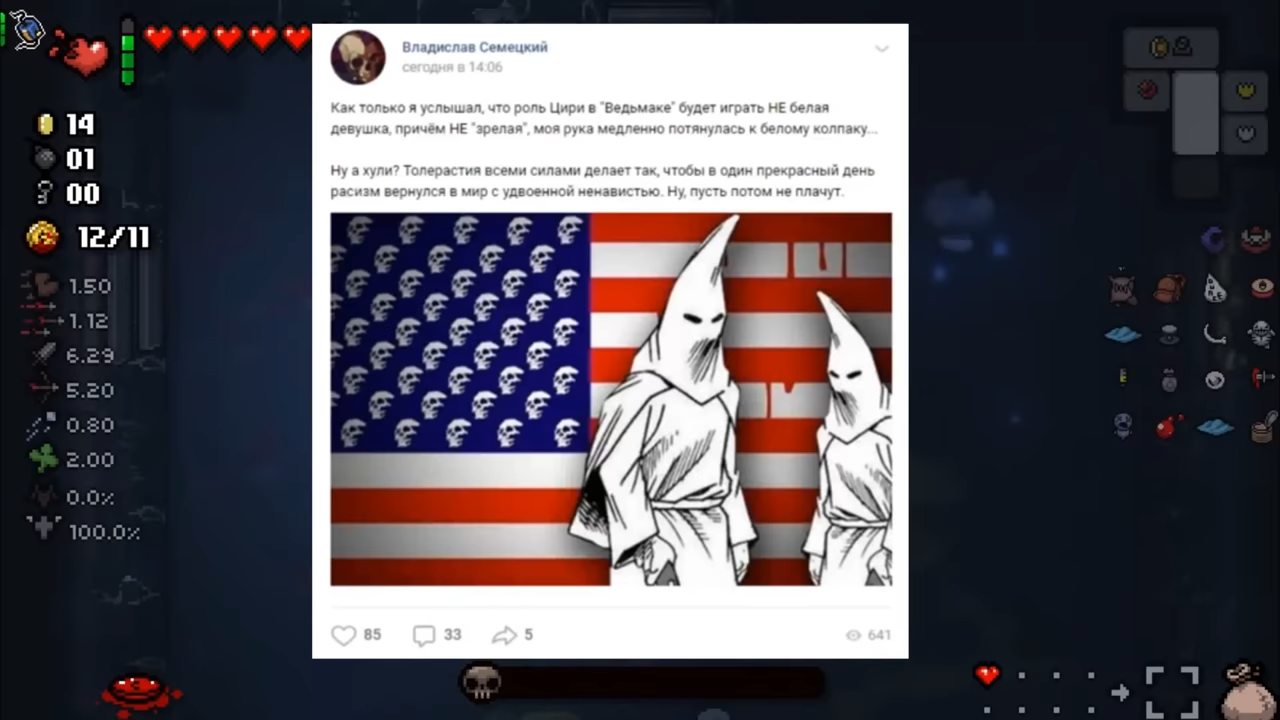 Владислав Семецкий
сегодня в 14:06
Как только я услышал, что роль Цири в "Ведьмаке" будет играть НЕ белая
девушка, причём НЕ "зрелая", моя рука медленно потянулась к белому колпаку...
Ну а хули? Толерастия всеми силами делает так, чтобы в один прекрасный день
расизм вернулся в мир с удвоенной ненавистью. Ну, пусть потом не плачут.
85 33 5 641
14
01
00
12/11
1.50
1.12
6.29
5.20
0.80
2.00
0.0%
100.0%